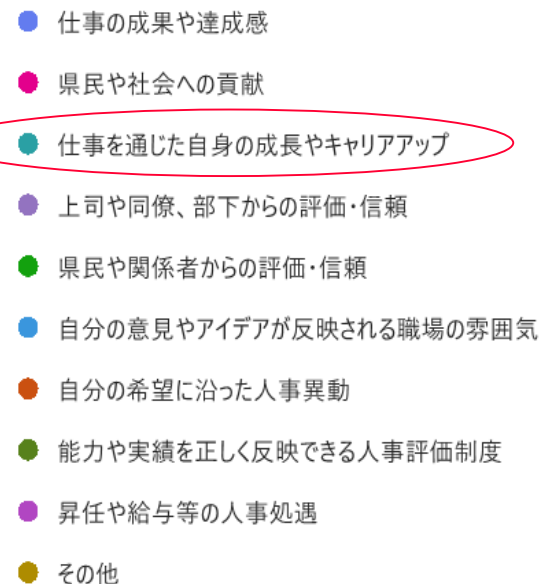 仕事の成果や達成感
県民や社会への貢献
仕事を通じた自身の成長やキャリアアップ
上司や同僚、部下からの評価・信頼
県民や関係者からの評価・信頼
自分の意見やアイデアが反映される職場の雰囲気
自分の希望に沿った人事異動
能力や実績を正しく反映できる人事評価制度
昇任や給与等の人事処遇
その他